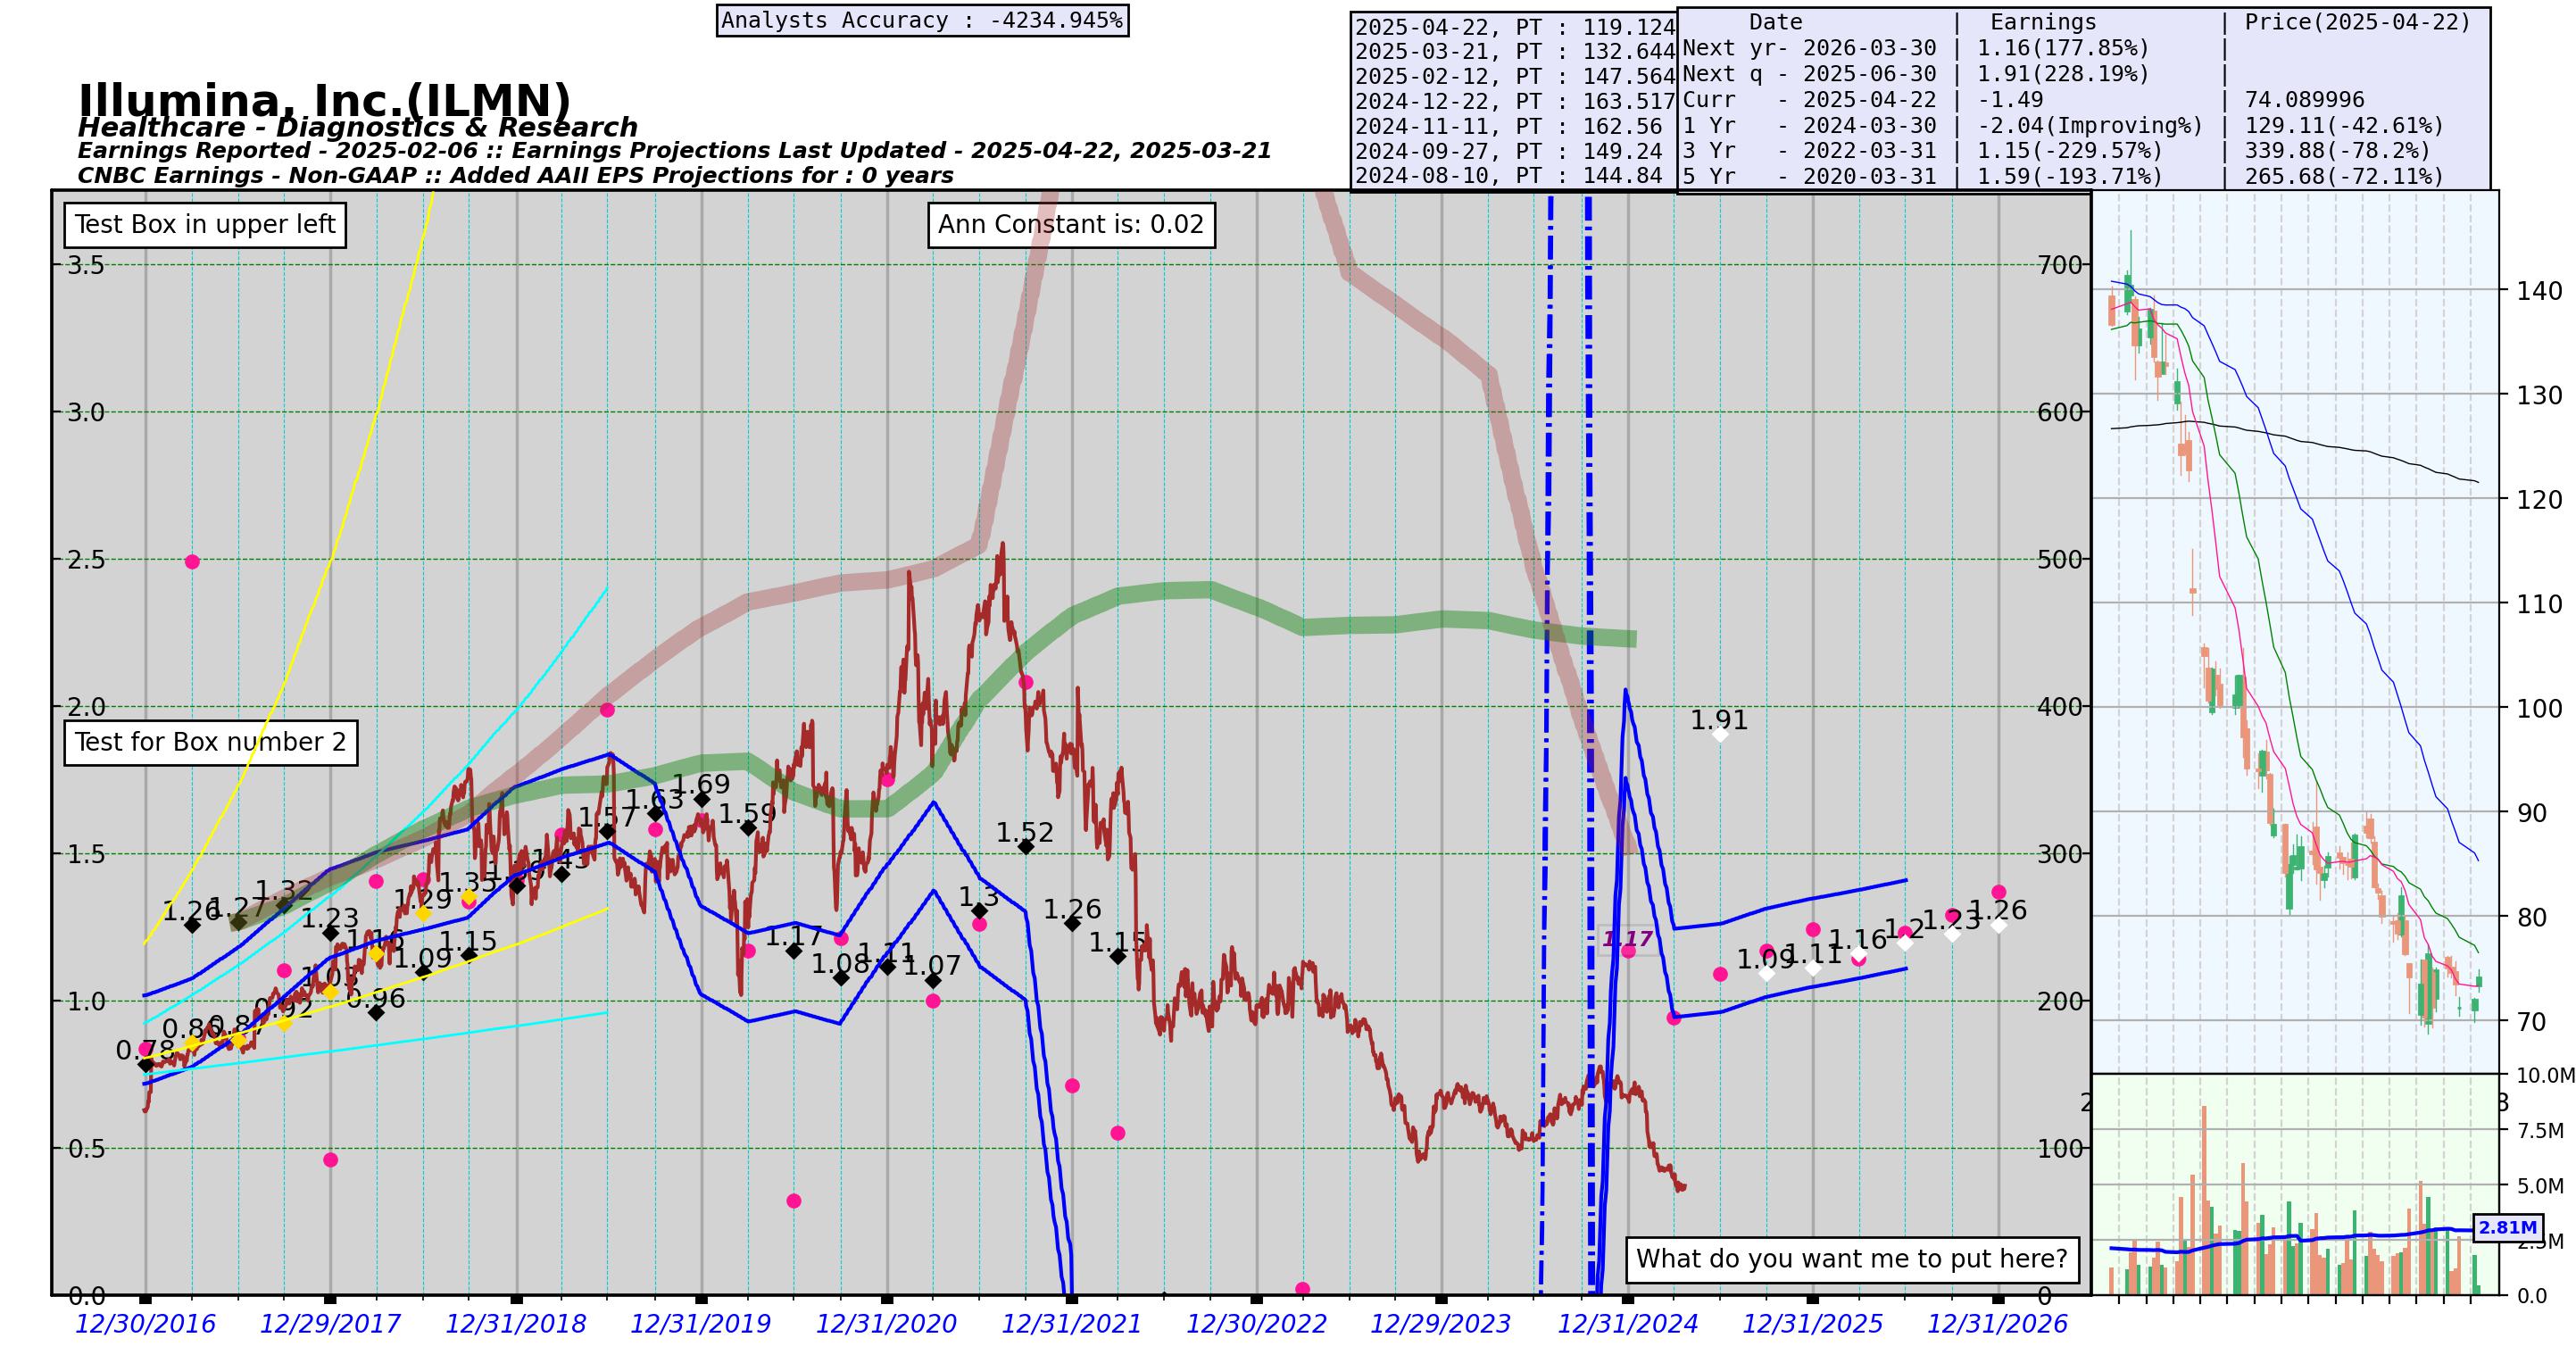 Analysts Accuracy : -4234.945%
2025-04-22, PT : 119.124
2025-03-21, PT : 132.644
2025-02-12, PT : 147.564
2024-12-22, PT : 163.517
2024-11-11, PT : 162.56
2024-09-27, PT : 149.24
2024-08-10, PT : 144.84
Date | Earnings | Price(2025-04-22)
Next yr- 2026-03-30 | 1.16(177.85%) |
Next q - 2025-06-30 | 1.91(228.19%) |
Curr - 2025-04-22 | -1.49 | 74.089996
1 Yr - 2024-03-30 | -2.04(Improving%) | 129.11(-42.61%)
3 Yr - 2022-03-31 | 1.15(-229.57%) | 339.88(-78.2%)
5 Yr - 2020-03-31 | 1.59(-193.71%) | 265.68(-72.11%)
Illumina, Inc.(ILMN)
Healthcare - Diagnostics & Research
Earnings Reported - 2025-02-06 :: Earnings Projections Last Updated - 2025-04-22, 2025-03-21
CNBC Earnings - Non-GAAP :: Added AAII EPS Projections for : 0 years
Test Box in upper left
Ann Constant is: 0.02
Test for Box number 2
What do you want me to put here?
3.5
3.0
2.5
2.0
1.5
1.0
0.5
0.0
0.78
1.26
1.27
1.32
1.23
1.16
1.09
1.15
0.86
0.87
0.92
1.03
0.96
1.29
1.35
1.39
1.43
1.57
1.63
1.69
1.59
1.17
1.08
1.11
1.07
1.3
1.52
1.26
1.15
1.17
1.91
1.09
1.11
1.16
1.2
1.23
1.26
700
600
500
400
300
200
100
0
140
130
120
110
100
90
80
70
10.0M
7.5M
5.0M
2.81M
0.0
12/30/2016
12/29/2017
12/31/2018
12/31/2019
12/31/2020
12/31/2021
12/30/2022
12/29/2023
12/31/2024
12/31/2025
12/31/2026